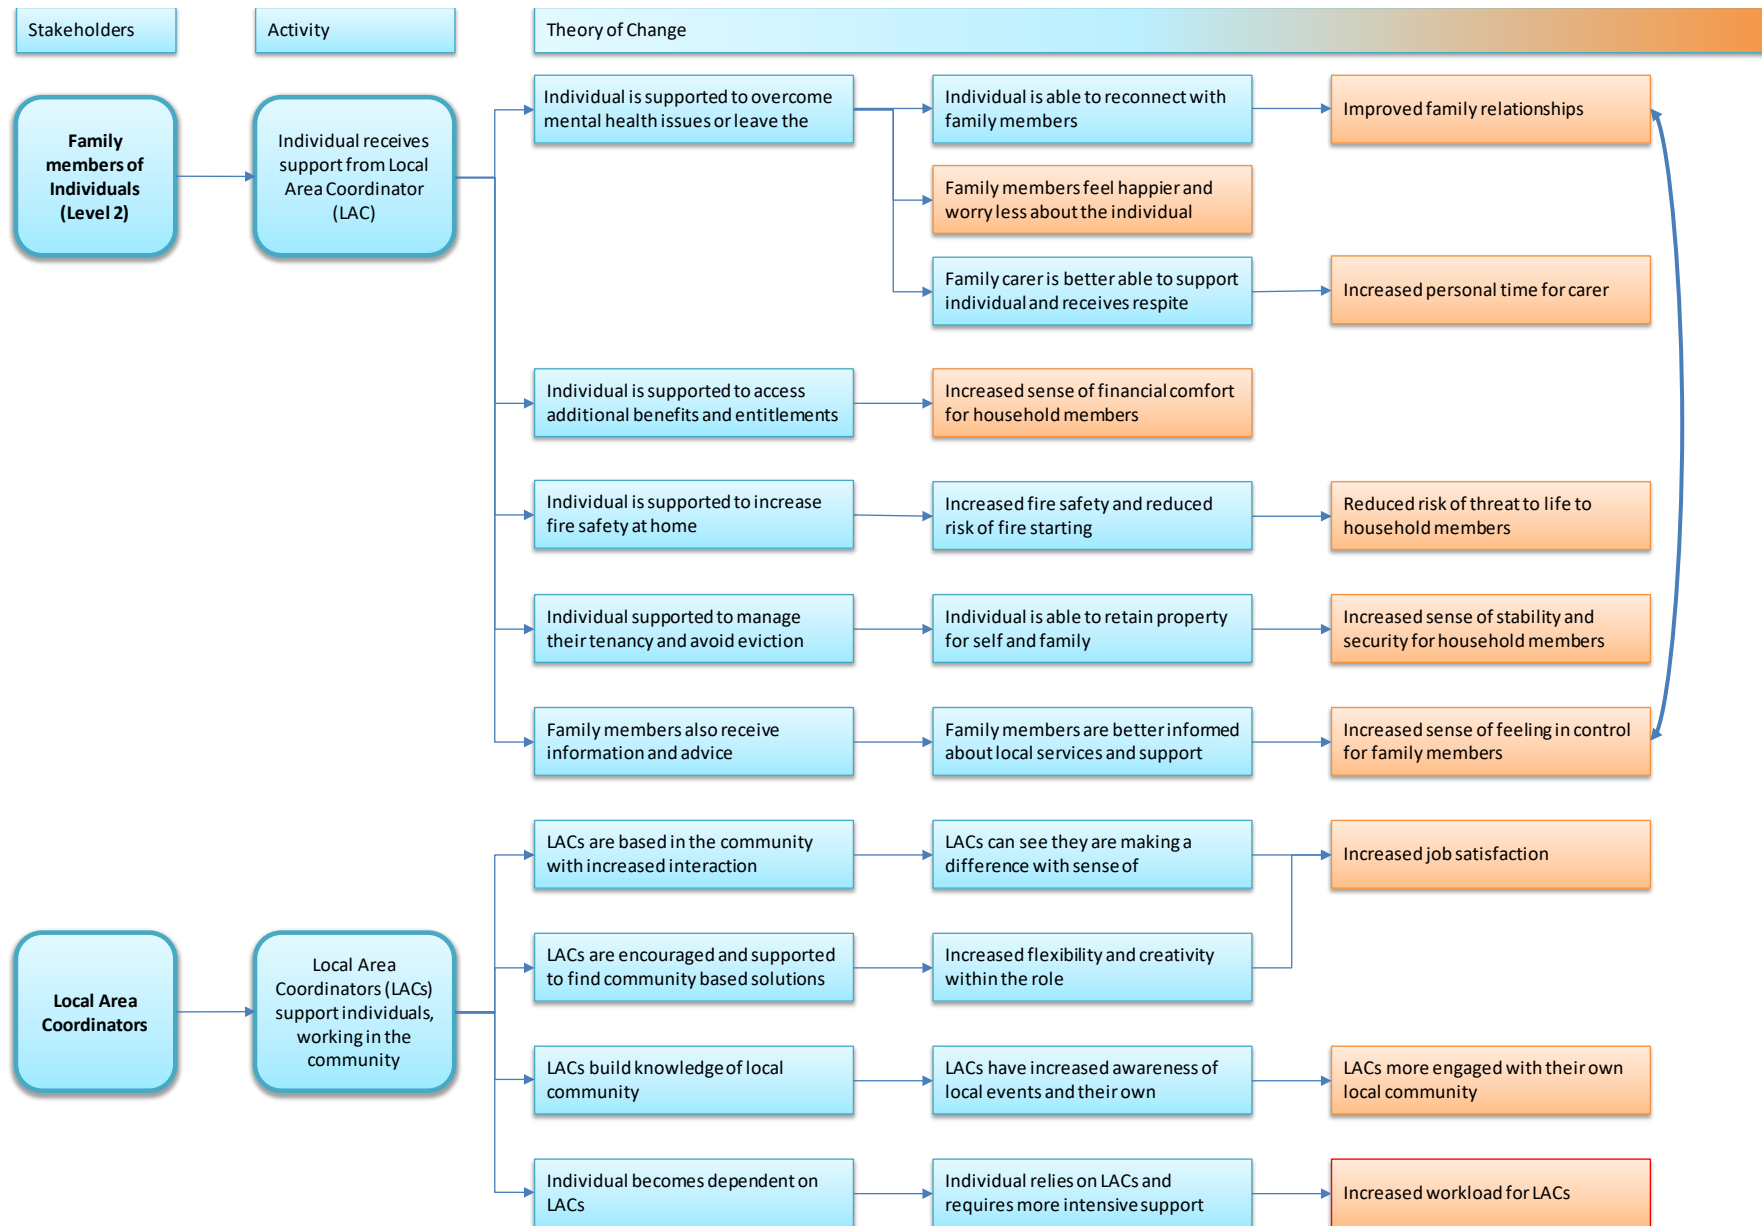 Stakeholders
Activity
Theory of Change
Family
members of
Individuals
(Level 2)
Individual receives
support from Local
Area Coordinator
(LAC)
Individual is supported to overcome
mental health issues or leave the
Individual is able to reconnect with
family members
Improved family relationships
Family members feel happier and
worry less about the individual
Family carer is better able to support
individual and receives respite
Increased personal time for carer
Individual is supported to access
additional benefits and entitlements
Increased sense of financial comfort
for household members
Individual is supported to increase
fire safety at home
Increased fire safety and reduced
risk of fire starting
Reduced risk of threat to life to
household members
Individual supported to manage
their tenancy and avoid eviction
Individual is able to retain property
for self and family
Increased sense of stability and
security for household members
Family members also receive
information and advice
Family members are better informed
about local services and support
Increased sense of feeling in control
for family members
Local Area
Coordinators
Local Area
Coordinators (LACs)
support individuals,
working in the
community
LACs are based in the community
with increased interaction
LACs can see they are making a
difference with sense of
Increased job satisfaction
LACs are encouraged and supported
to find community based solutions
Increased flexibility and creativity
within the role
LACs build knowledge of local
community
LACs have increased awareness of
local events and their own
LACs more engaged with their own
local community
Individual becomes dependent on
LACs
Individual relies on LACs and
requires more intensive support
Increased workload for LACs